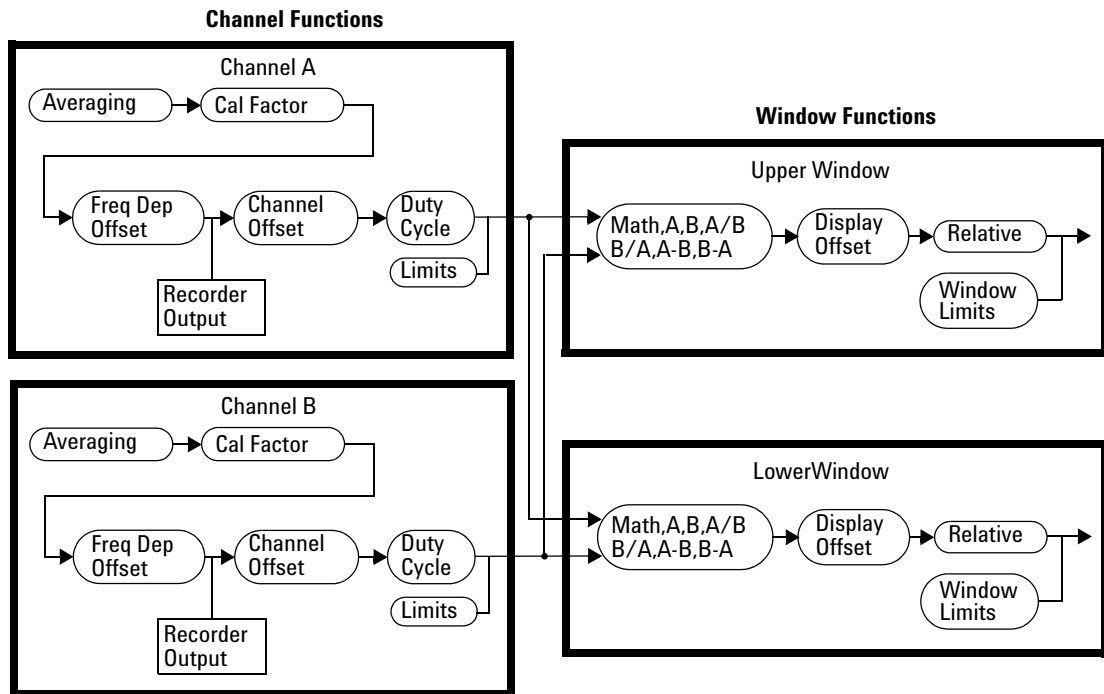 Channel Functions
Channel A
Averaging
Cal Factor
Freq Dep
Offset
Channel
Offset
Duty
Cycle
Limits
Recorder
Output
Channel B
Averaging
Cal Factor
Freq Dep
Offset
Channel
Offset
Duty
Cycle
Limits
Recorder
Output
Window Functions
Upper Window
Math,A,B,A/B
B/A,A-B,B-A
Display
Offset
Relative
Window
Limits
LowerWindow
Math,A,B,A/B
B/A,A-B,B-A
Display
Offset
Relative
Window
Limits